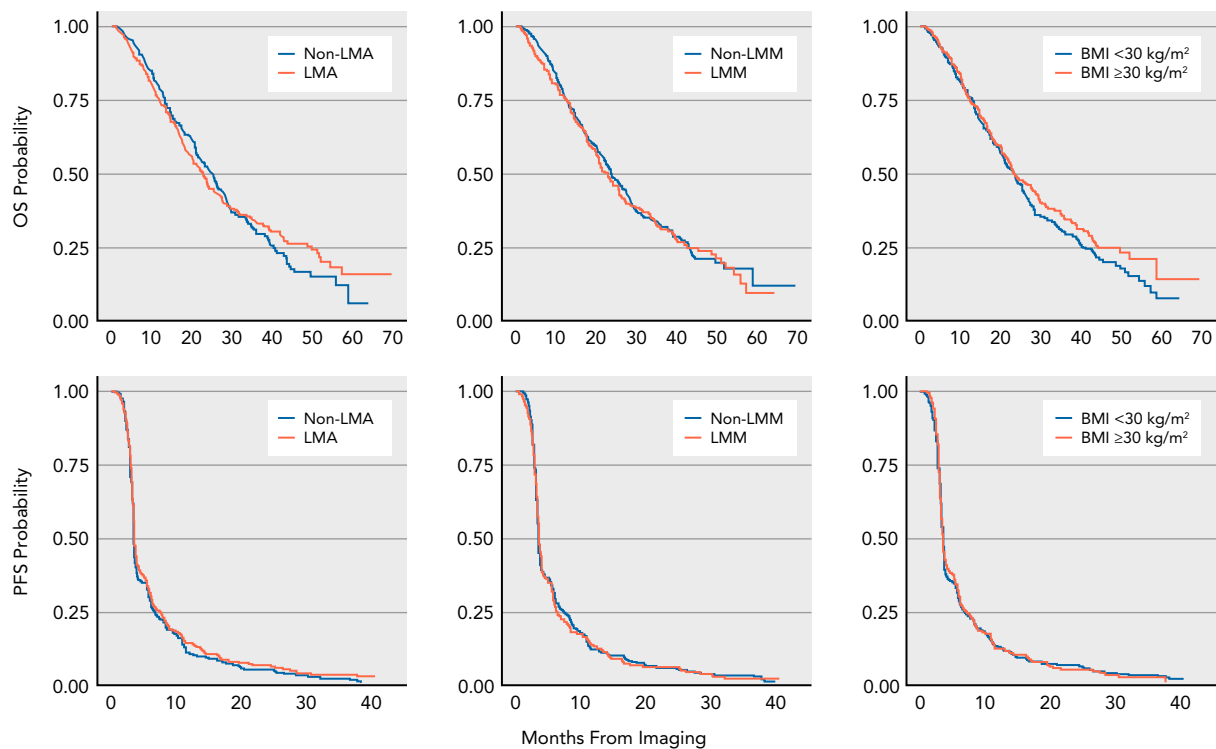 OS Probability
1.00
0.75
0.50
0.25
0.00
Non-LMA
LMA
0 10 20 30 40 50 60 70
1.00
0.75
0.50
0.25
0.00
Non-LMM
LMM
0 10 20 30 40 50 60 70
1.00
0.75
0.50
0.25
0.00
BMI <30 kg/m²
BMI ≥30 kg/m²
0 10 20 30 40 50 60 70
PFS Probability
1.00
0.75
0.50
0.25
0.00
Non-LMA
LMA
0 10 20 30 40
1.00
0.75
0.50
0.25
0.00
Non-LMM
LMM
0 10 20 30 40
1.00
0.75
0.50
0.25
0.00
BMI <30 kg/m²
BMI ≥30 kg/m²
0 10 20 30 40
Months From Imaging